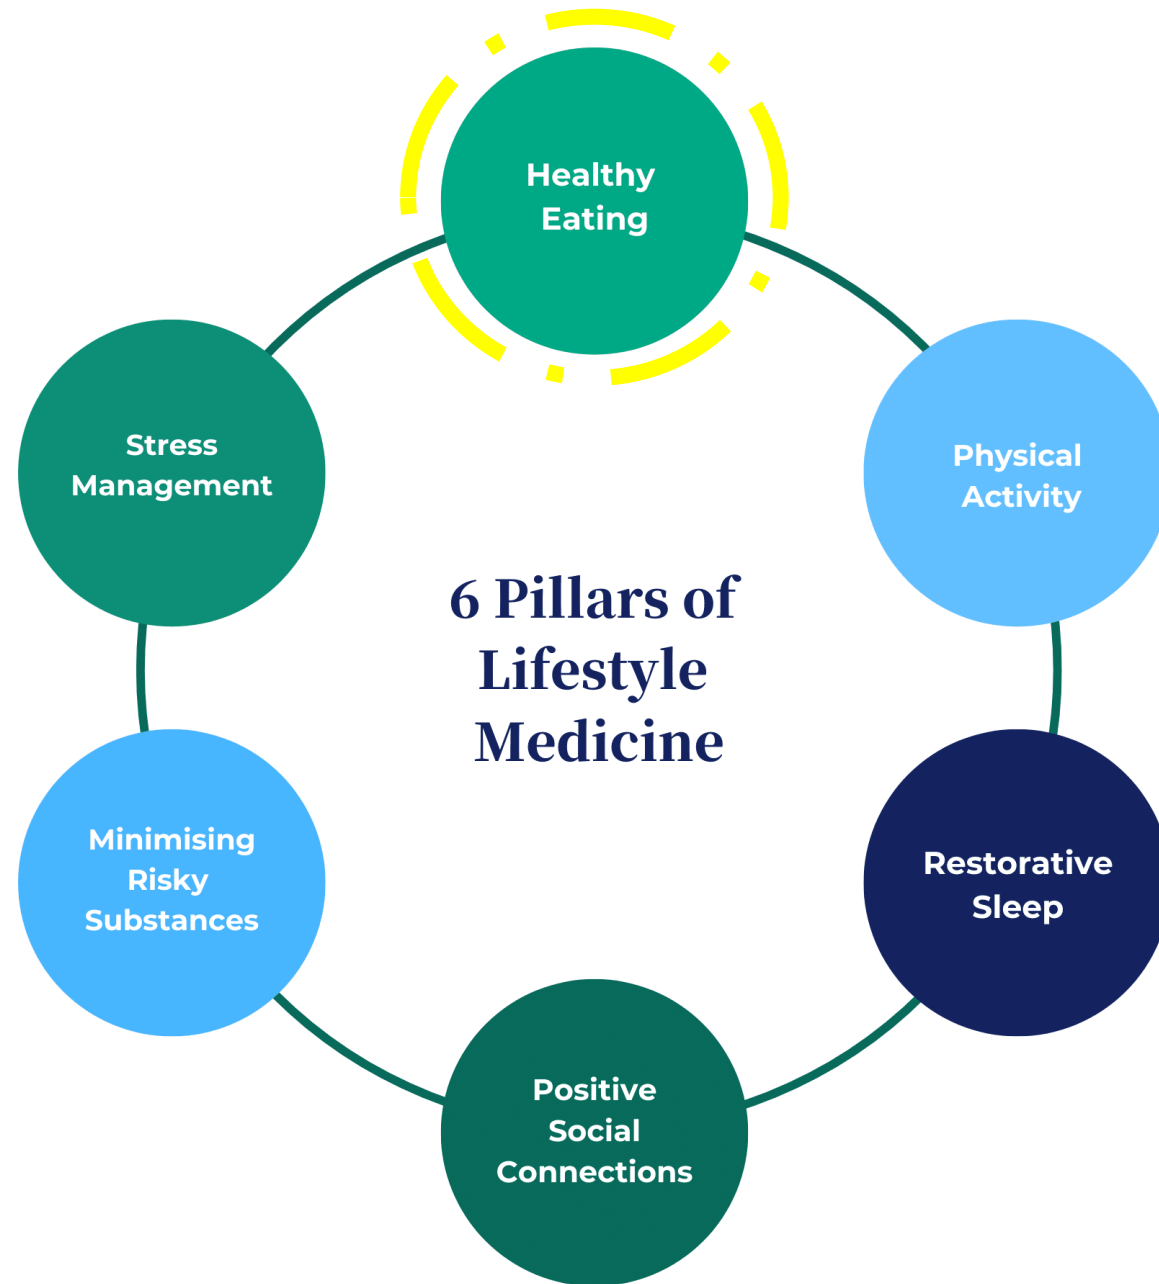 Healthy
Eating
Physical
Activity
Restorative
Sleep
Positive
Social
Connections
Minimising
Risky
Substances
Stress
Management
6 Pillars of
Lifestyle
Medicine